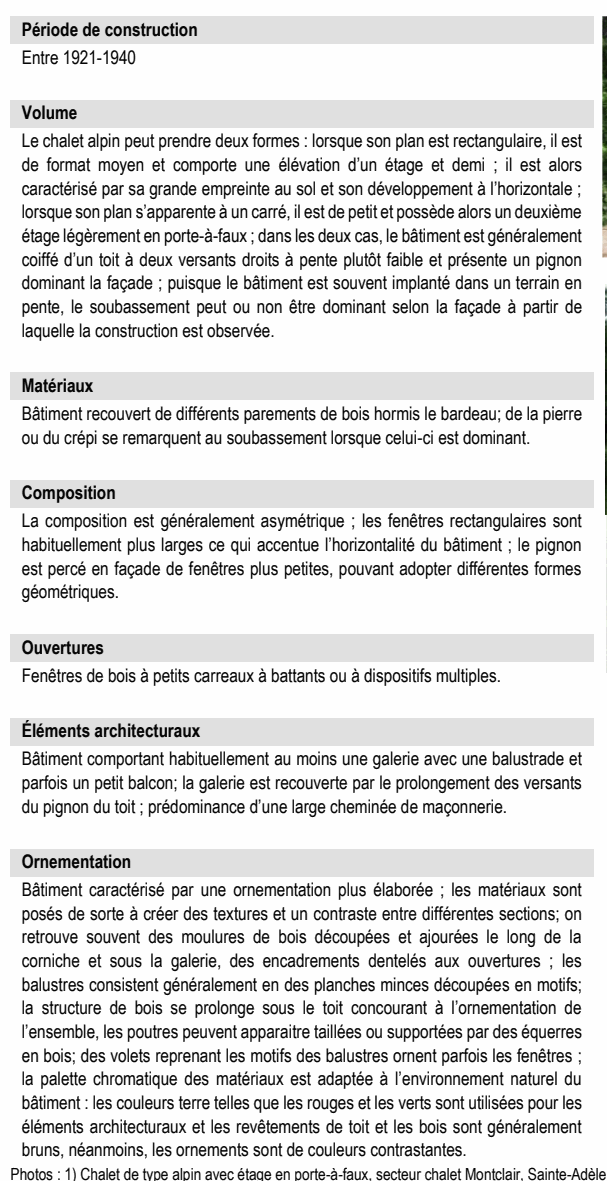 Période de construction
Entre 1921-1940
Volume
Le chalet alpin peut prendre deux formes : lorsque son plan est rectangulaire, il est
de format moyen et comporte une élévation d’un étage et demi ; il est alors
caractérisé par sa grande empreinte au sol et son développement à l’horizontale ;
lorsque son plan s’apparente à un carré, il est de petit et possède alors un deuxième
étage légèrement en porte-à-faux ; dans les deux cas, le bâtiment est généralement
coiffé d’un toit à deux versants droits à pente plutôt faible et présente un pignon
dominant la façade ; puisque le bâtiment est souvent implanté dans un terrain en
pente, le soubassement peut ou non être dominant selon la façade à partir de
laquelle la construction est observée.
Matériaux
Bâtiment recouvert de différents parements de bois hormis le bardeau; de la pierre
ou du crépi se remarquent au soubassement lorsque celui-ci est dominant.
Composition
La composition est généralement asymétrique ; les fenêtres rectangulaires sont
habituellement plus larges ce qui accentue l’horizontalité du bâtiment ; le pignon
est percé en façade de fenêtres plus petites, pouvant adopter différentes formes
géométriques.
Ouvertures
Fenêtres de bois à petits carreaux à battants ou à dispositifs multiples.
Éléments architecturaux
Bâtiment comportant habituellement au moins une galerie avec une balustrade et
parfois un petit balcon; la galerie est recouverte par le prolongement des versants
du pignon du toit ; prédominance d’une large cheminée de maçonnerie.
Ornementation
Bâtiment caractérisé par une ornementation plus élaborée ; les matériaux sont
posés de sorte à créer des textures et un contraste entre différentes sections; on
retrouve souvent des moulures de bois découpées et ajourées le long de la
corniche et sous la galerie, des encadrements dentelés aux ouvertures ; les
balustres consistent généralement en des planches minces découpées en motifs;
la structure de bois se prolonge sous le toit concourant à l’ornementation de
l’ensemble, les poutres peuvent apparaitre taillées ou supportées par des équerres
en bois; des volets reprenant les motifs des balustres ornent parfois les fenêtres ;
la palette chromatique des matériaux est adaptée à l’environnement naturel du
bâtiment : les couleurs terre telles que les rouges et les verts sont utilisées pour les
éléments architecturaux et les revêtements de toit et les bois sont généralement
bruns, néanmoins, les ornements sont de couleurs contrastantes.
Photos : 1) Chalet de type alpin avec étage en porte-à-faux, secteur chalet Montclair, Sainte-Adèle